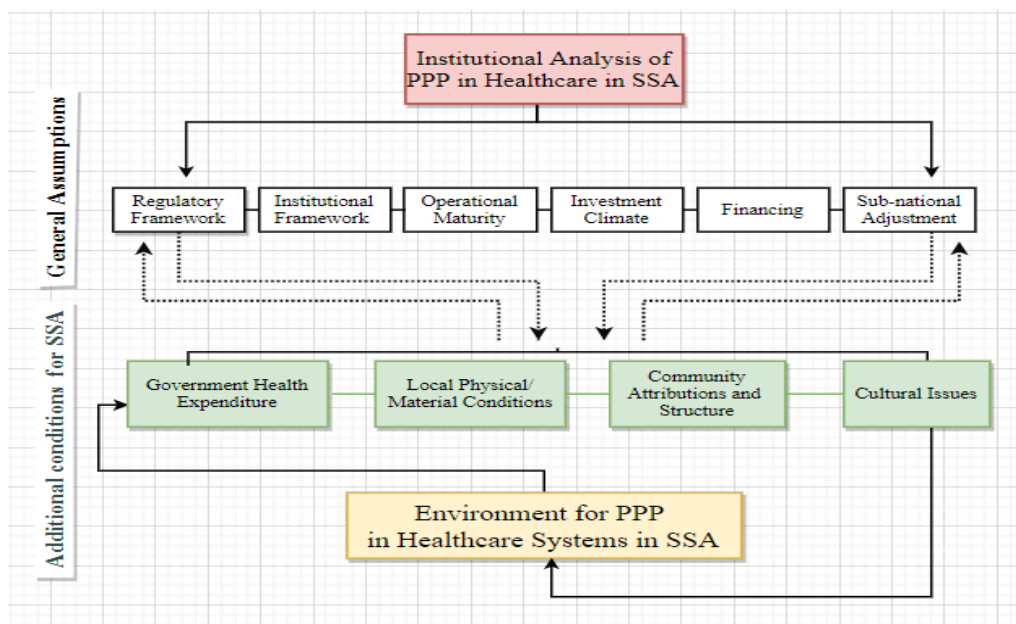 Institutional Analysis of
PPP in Healthcare in SSA
General Assumptions
Regulatory
Framework
Institutional
Framework
Operational
Maturity
Investment
Climate
Financing
Sub-national
Adjustment
Additional conditions for SSA
Government Health
Expenditure
Local Physical/
Material Conditions
Community
Attributions and
Structure
Cultural Issues
Environment for PPP
in Healthcare Systems in SSA